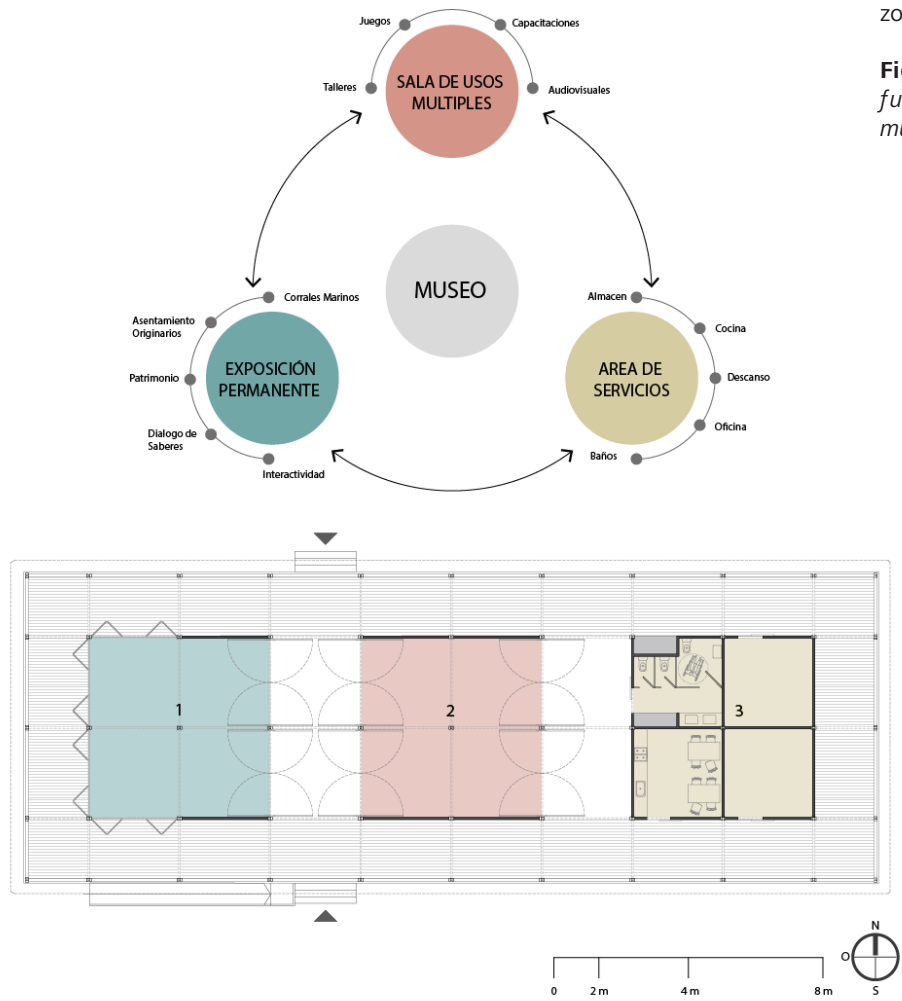 Juegos
Capacitaciones
Talleres
SALA DE USOS
MULTIPLES
Audiovisuales
zo
Fi
fu
mu
MUSEO
Corrales Marinos
Asentamiento
Originarios
Patrimonio
Dialogo de
Saberes
Interactividad
EXPOSICIÓN
PERMANENTE
Almacen
Cocina
Descanso
Oficina
Baños
AREA DE
SERVICIOS
1
2
3
N
O
S
0 2 m 4 m 8 m